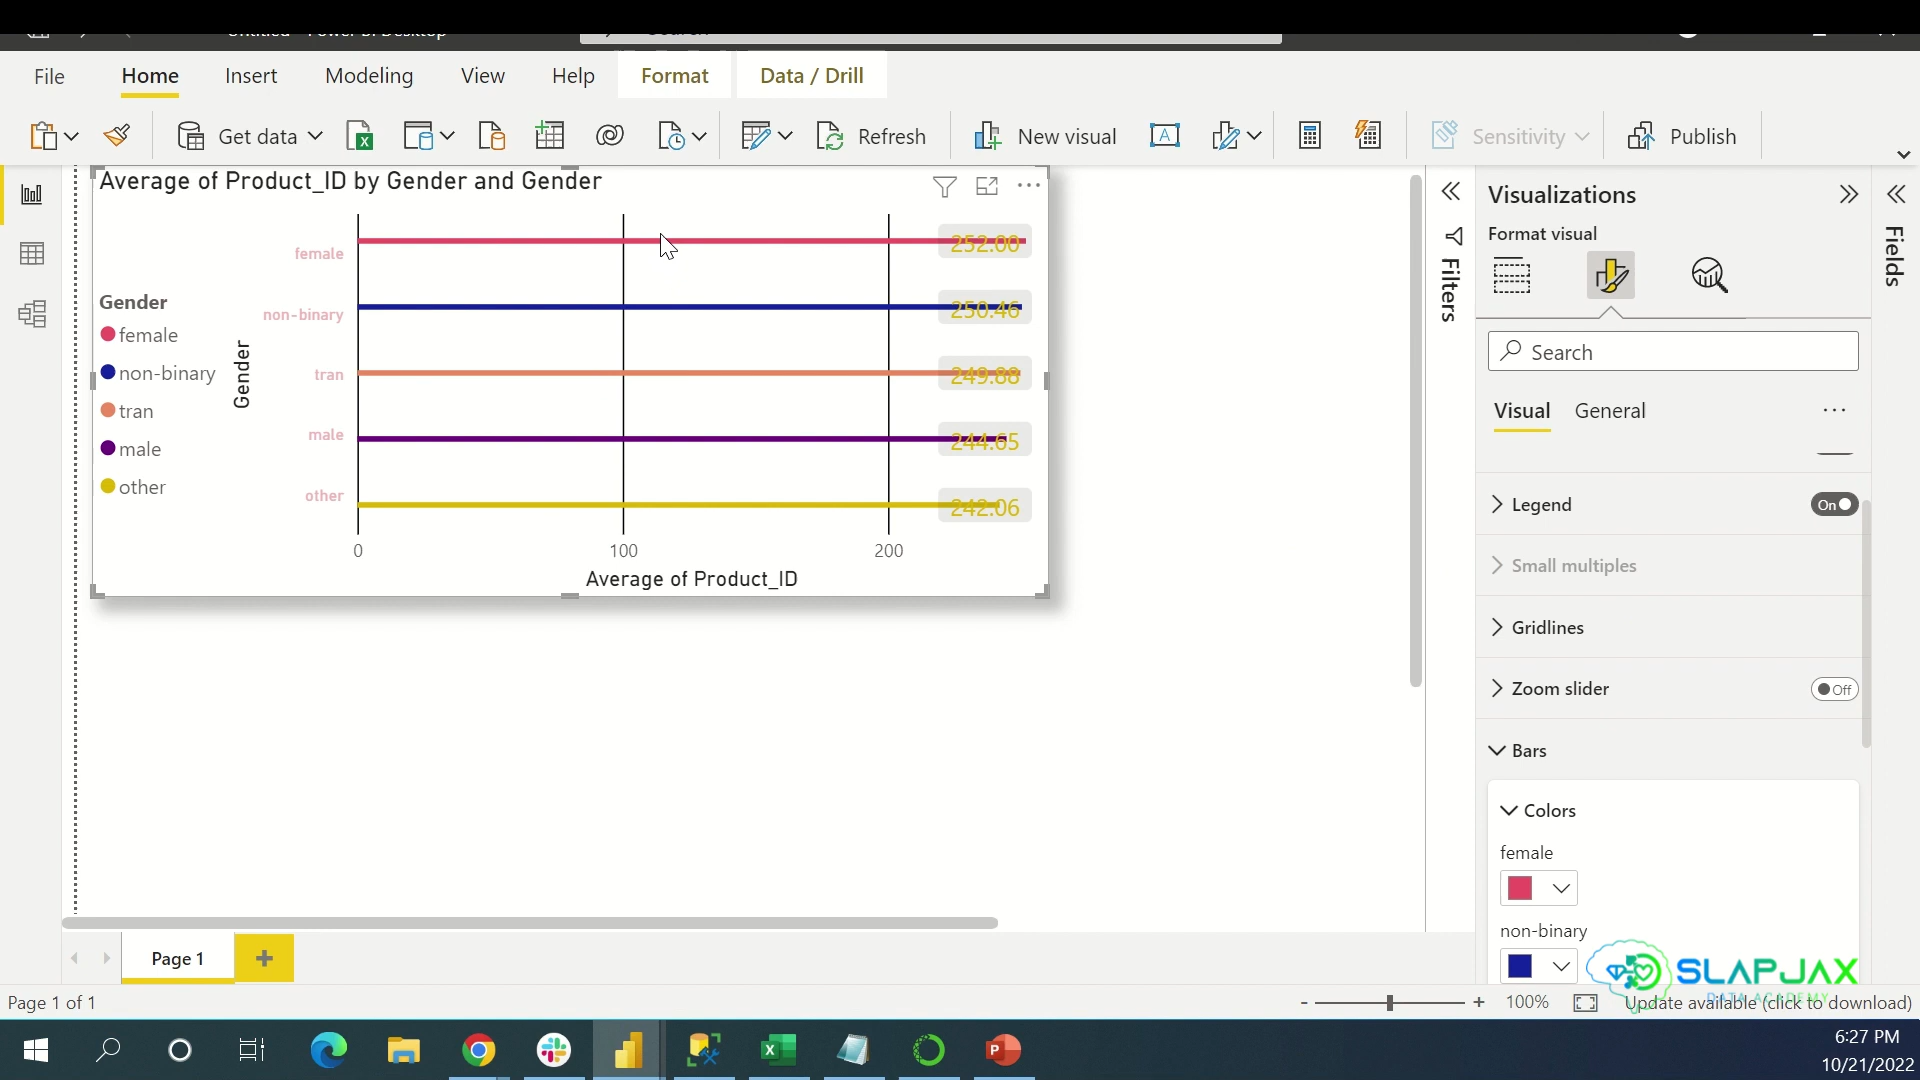 File Home Insert Modeling View Help Format Data / Drill
Get data Refresh New visual Sensitivity Publish
Average of Product_ID by Gender and Gender
Gender
female
non-binary
tran
male
other
Gender
female
non-binary
tran
male
other
252.00
250.46
249.88
244.65
242.06
0 100 200
Average of Product_ID
Filters
Visualizations
Format visual
Search
Visual General
Legend On
Small multiples
Gridlines
Zoom slider Off
Bars
Colors
female
non-binary
Fields
SLAPJAX
Page 1
Page 1 of 1
100%
Update available (click to download)
6:27 PM
10/21/2022